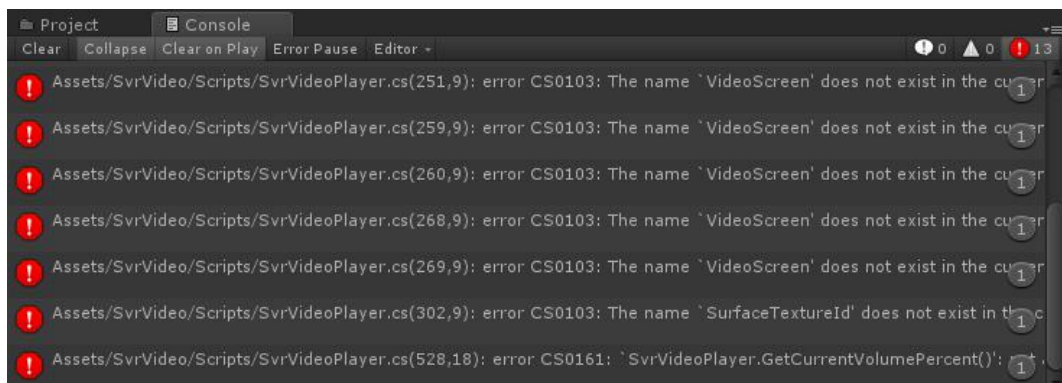 Project Console
Clear Collapse Clear on Play Error Pause Editor 0 0 13
Assets/SvrVideo/Scripts/SvrVideoPlayer.cs(251,9): error CS0103: The name `VideoScreen' does not exist in the
1
Assets/SvrVideo/Scripts/SvrVideoPlayer.cs(259,9): error CS0103: The name `VideoScreen' does not exist in the
1
Assets/SvrVideo/Scripts/SvrVideoPlayer.cs(260,9): error CS0103: The name `VideoScreen' does not exist in the
1
Assets/SvrVideo/Scripts/SvrVideoPlayer.cs(268,9): error CS0103: The name `VideoScreen' does not exist in the
1
Assets/SvrVideo/Scripts/SvrVideoPlayer.cs(269,9): error CS0103: The name `VideoScreen' does not exist in the
1
Assets/SvrVideo/Scripts/SvrVideoPlayer.cs(302,9): error CS0103: The name `SurfaceTextureId' does not exist in
1
Assets/SvrVideo/Scripts/SvrVideoPlayer.cs(528,18): error CS0161: `SvrVideoPlayer.GetCurrentVolumePercent()':
1